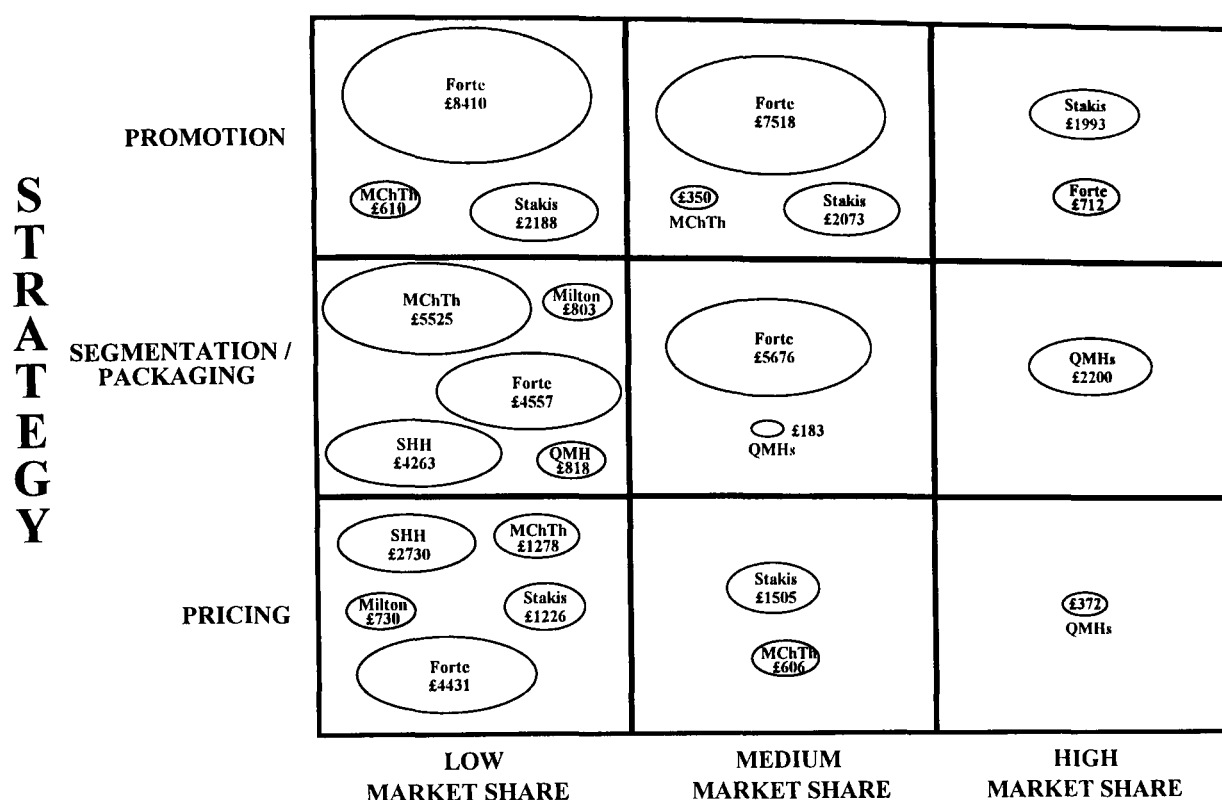 STRATEGY
PROMOTION
Forte
£8410
MChTh
£610
Stakis
£2188
Forte
£7518
£350
MChTh
Stakis
£2073
Stakis
£1993
Forte
£712
SEGMENTATION /
PACKAGING
MChTh
£5525
Milton
£803
Forte
£4557
SHH
£4263
QMH
£818
Forte
£5676
£183
QMHs
QMHs
£2200
PRICING
SHH
£2730
MChTh
£1278
Milton
£730
Stakis
£1226
Forte
£4431
Stakis
£1505
MChTh
£606
£372
QMHs
LOW
MARKET SHARE
MEDIUM
MARKET SHARE
HIGH
MARKET SHARE